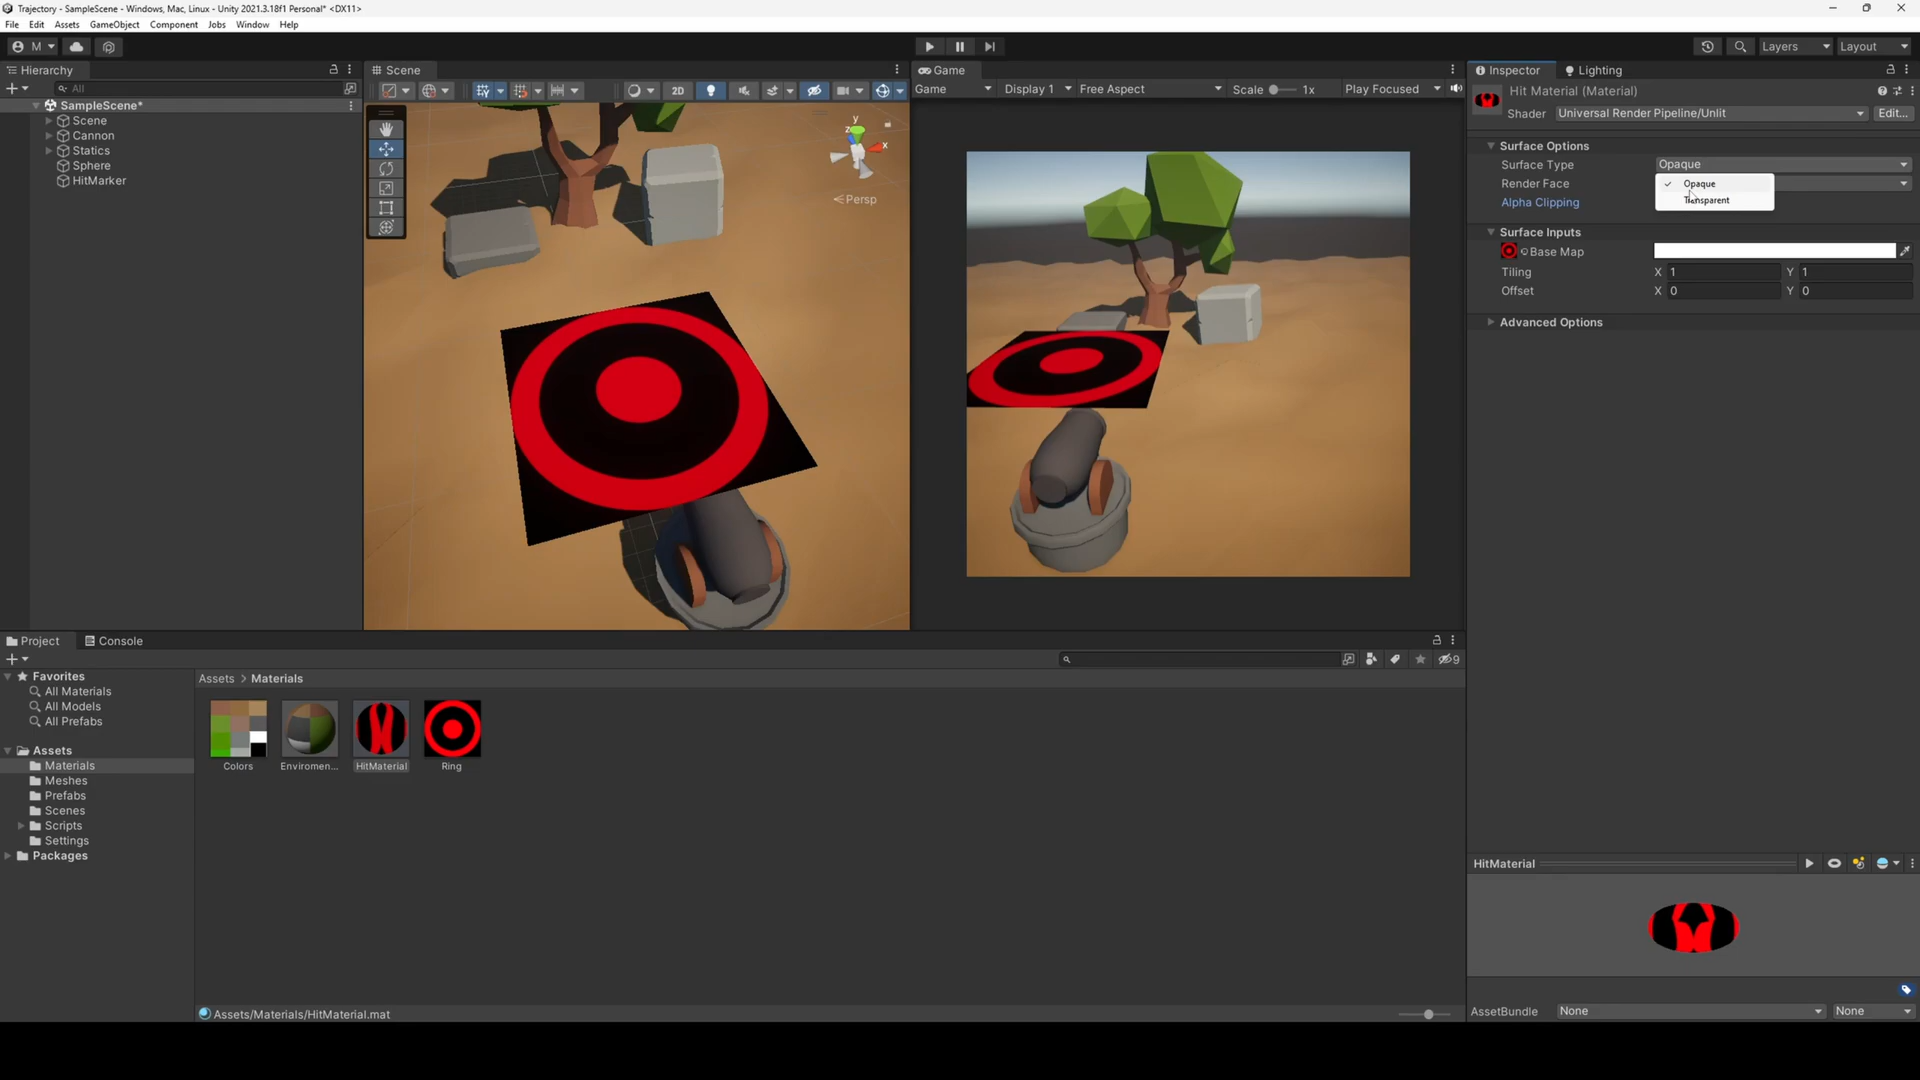 Trajectory - SampleScene - Windows, Mac, Linux - Unity 2021.3.18f1 Personal* <DX11>
File Edit Assets GameObject Component Jobs Window Help
M Layers Layout
Hierarchy
All
SampleScene*
Scene
Cannon
Statics
Sphere
HitMarker
Scene
2D
y
z
x
Persp
Game
Game Display 1 Free Aspect Scale 1x Play Focused
Inspector Lighting
Hit Material (Material)
Shader Universal Render Pipeline/Unlit Edit...
Surface Options
Surface Type Opaque
Render Face
Opaque
Transparent
Alpha Clipping
Surface Inputs
Base Map
Tiling X 1 Y 1
Offset X 0 Y 0
Advanced Options
Project Console
9
Favorites
All Materials
All Models
All Prefabs
Assets
Materials
Meshes
Prefabs
Scenes
Scripts
Settings
Packages
Assets > Materials
Colors Enviromen... HitMaterial Ring
Assets/Materials/HitMaterial.mat
HitMaterial
AssetBundle None None